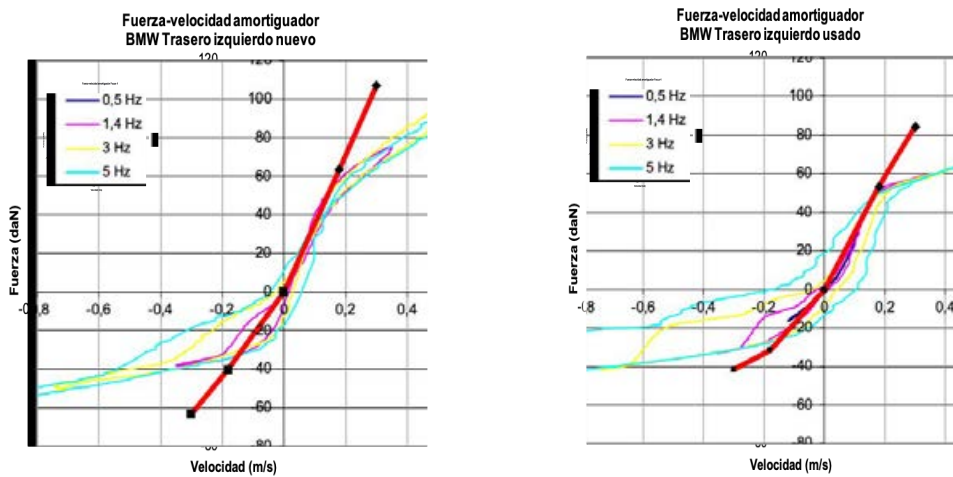 Fuerza-velocidad amortiguador
BMW Trasero izquierdo nuevo
120
120
0,5 Hz
1,4 Hz
3 Hz
5 Hz
100
80
60
40
20
0
-0,8
-0,6
-0,4
-0,2
0
0,2
0,4
-20
-40
-60
-80
Fuerza (daN)
Velocidad (m/s)
Fuerza-velocidad amortiguador
BMW Trasero izquierdo usado
120
120
0,5 Hz
1,4 Hz
3 Hz
5 Hz
100
80
60
40
20
0
-0,8
-0,6
-0,4
-0,2
0
0,2
0,4
-20
-40
-60
-80
Fuerza (daN)
Velocidad (m/s)